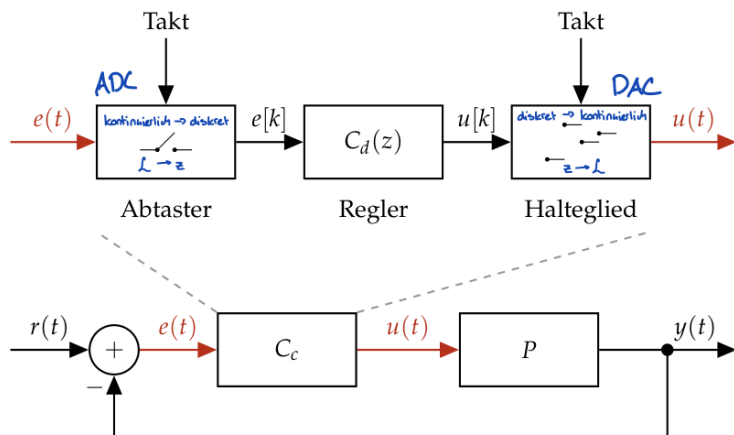 Takt
Takt
ADC
DAC
e(t)
kontinuierlich → diskret
e[k]
C_d(z)
u[k]
diskret → kontinuierlich
u(t)
ℒ → z
z → ℒ
Abtaster
Regler
Halteglied
r(t)
e(t)
u(t)
y(t)
+
C_c
P
−